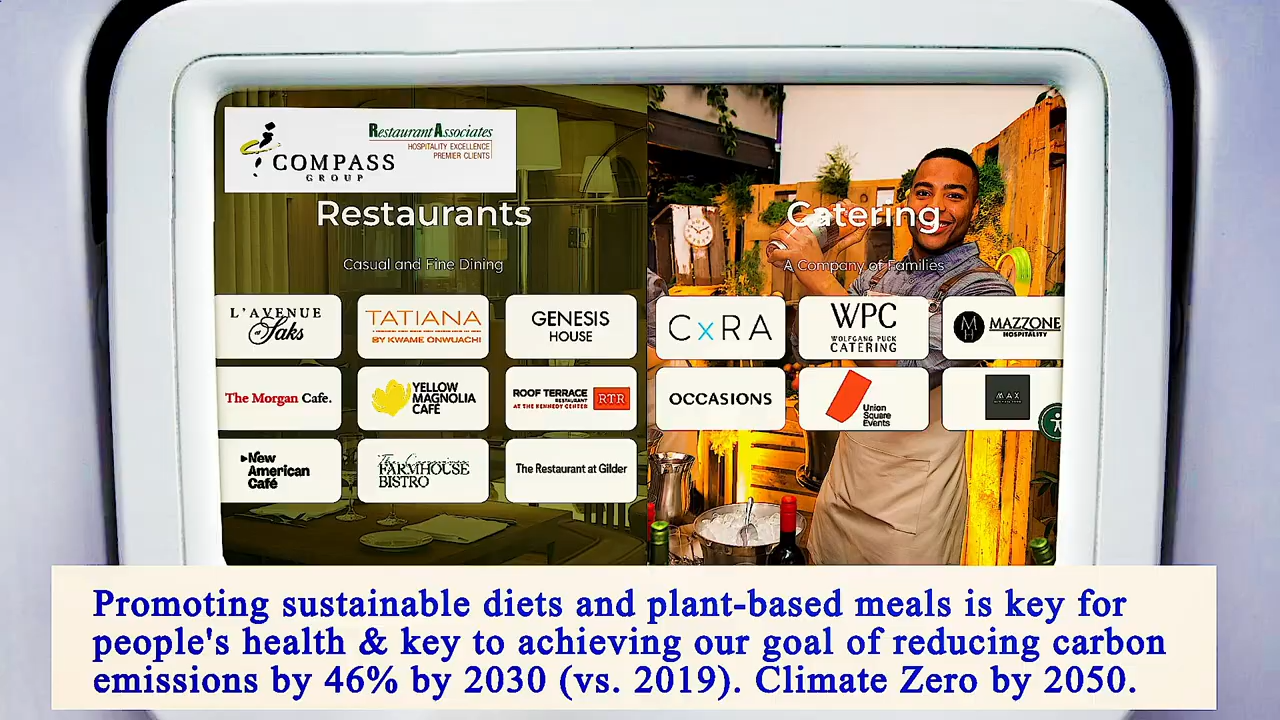 COMPASS
GROUP
Restaurant Associates
HOSPITALITY EXCELLENCE
PREMIER CLIENTS
Restaurants
Casual and Fine Dining
L'AVENUE
at Saks
TATIANA
BY KWAME ONWUACHI
GENESIS
HOUSE
The Morgan Cafe.
YELLOW
MAGNOLIA
CAFÉ
ROOF TERRACE
RESTAURANT
AT THE KENNEDY CENTER
RTR
New
American
Café
FARMHOUSE
BISTRO
The Restaurant at Gilder
Catering
A Company of Families
CxRA
WPC
WOLFGANG PUCK
CATERING
MH
MAZZONE
HOSPITALITY
OCCASIONS
Union
Square
Events
MAX
Promoting sustainable diets and plant-based meals is key for
people's health & key to achieving our goal of reducing carbon
emissions by 46% by 2030 (vs. 2019). Climate Zero by 2050.